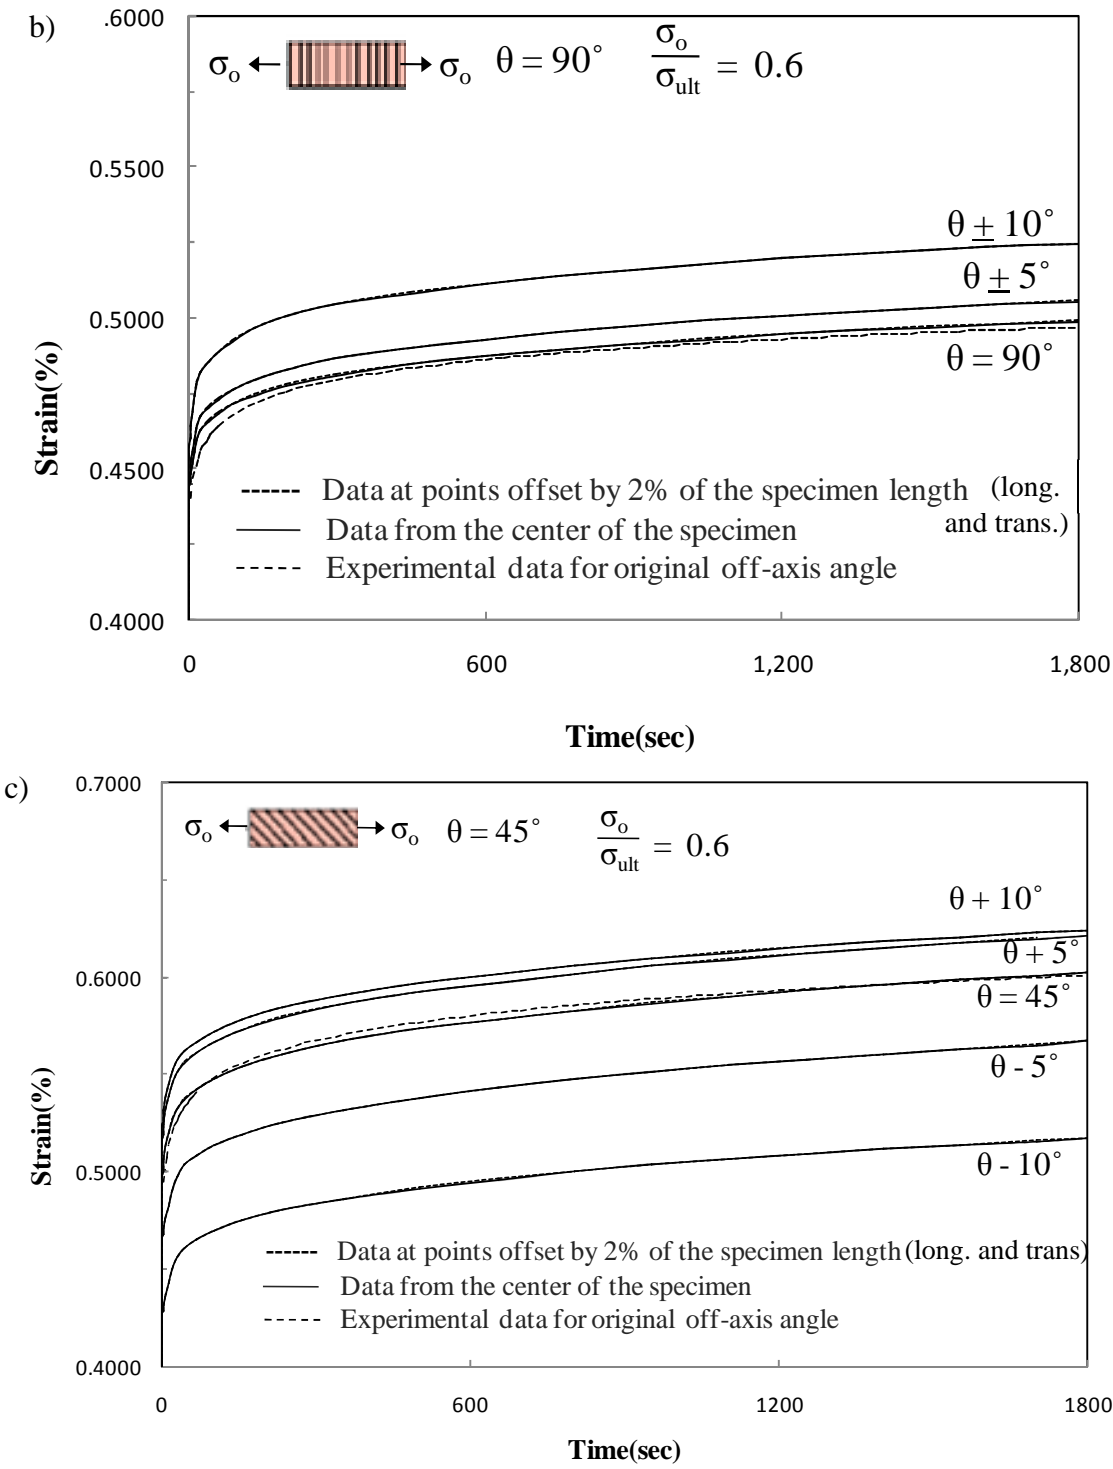 b)
.6000
0.5500
0.5000
0.4500
0.4000
Strain(%)
σo σo θ = 90° σo/σult = 0.6
θ ± 10°
θ ± 5°
θ = 90°
Data at points offset by 2% of the specimen length (long.
and trans.)
Data from the center of the specimen
Experimental data for original off-axis angle
0 600 1,200 1,800
Time(sec)
c)
0.7000
0.6000
0.5000
0.4000
Strain(%)
σo σo θ = 45° σo/σult = 0.6
θ + 10°
θ + 5°
θ = 45°
θ - 5°
θ - 10°
Data at points offset by 2% of the specimen length (long. and trans)
Data from the center of the specimen
Experimental data for original off-axis angle
0 600 1200 1800
Time(sec)